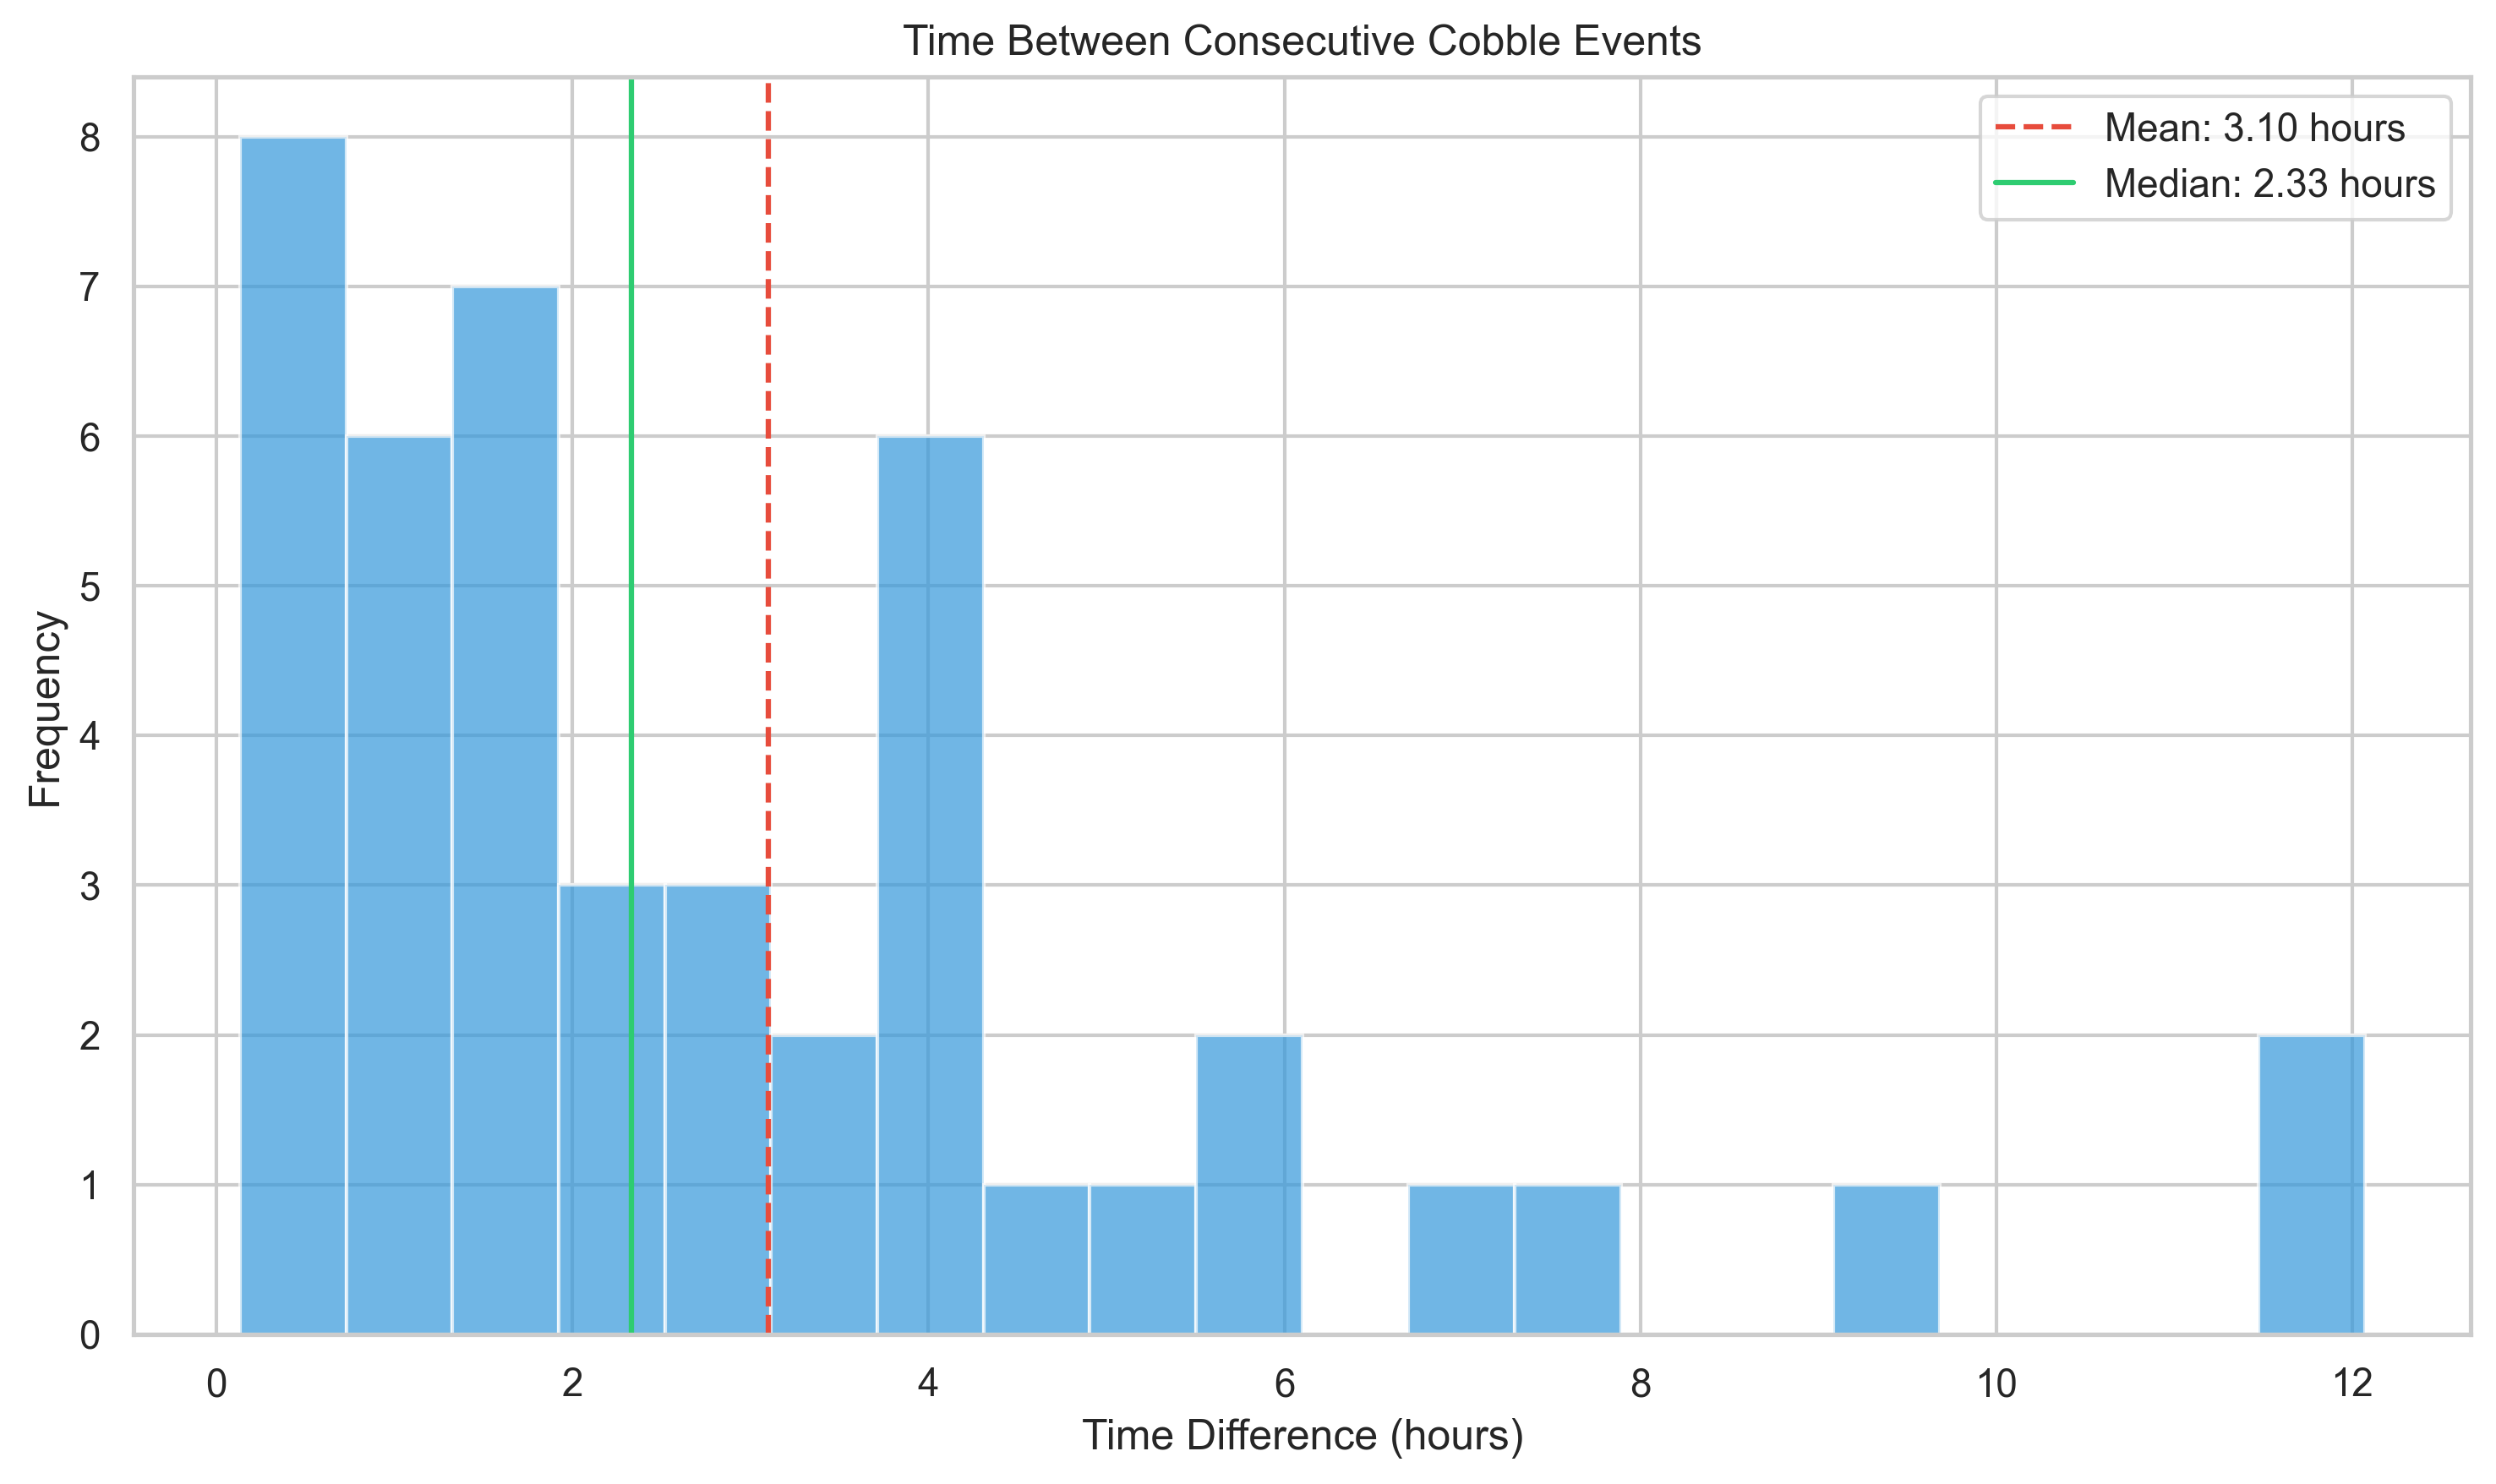 Time Between Consecutive Cobble Events
Mean: 3.10 hours
Median: 2.33 hours
Frequency
8
7
6
5
4
3
2
1
0
0 2 4 6 8 10 12
Time Difference (hours)